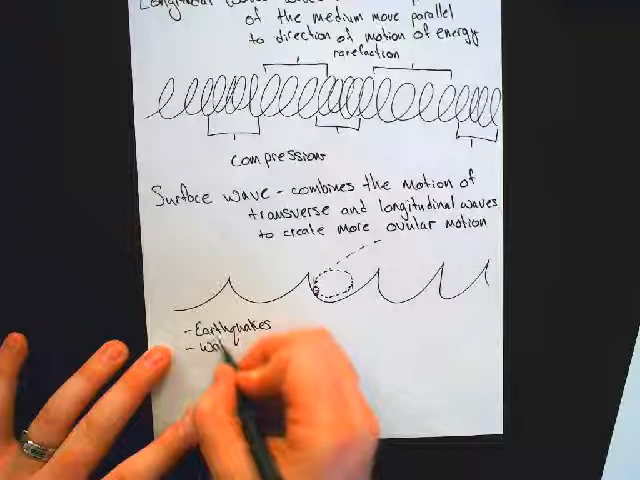 of the medium move parallel
to direction of motion of energy
rarefaction
compressions
Surface wave - combines the motion of
transverse and longitudinal waves
to create more ovular motion
- Earthquakes
-